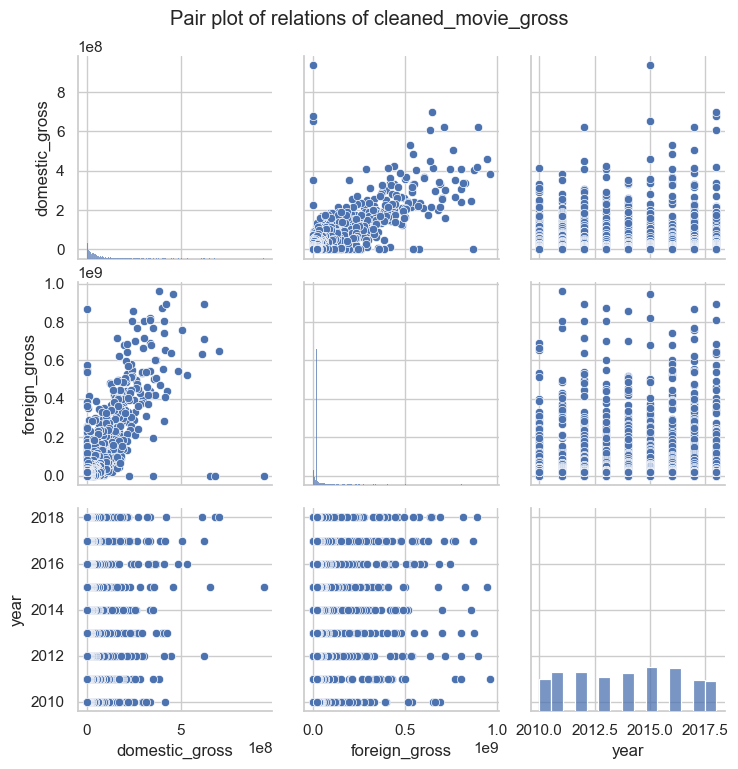 Pair plot of relations of cleaned_movie_gross
1e8
domestic_gross
8
6
4
2
0
1e9
foreign_gross
1.0
0.8
0.6
0.4
0.2
0.0
year
2018
2016
2014
2012
2010
0 5
1e8
domestic_gross
0.0 0.5 1.0
1e9
foreign_gross
2010.0 2012.5 2015.0 2017.5
year